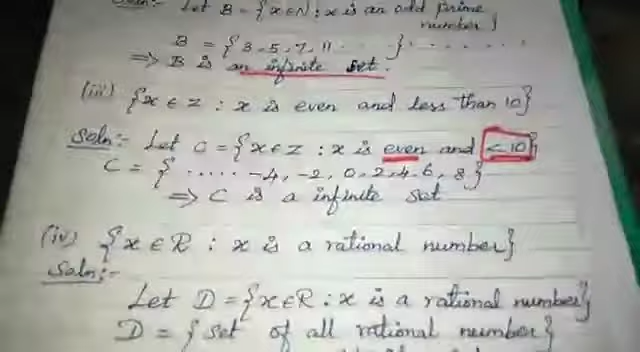 Soln:- Let B = {x∈N : x is an odd prime
number}
B = {3, 5, 7, 11 . . . } . . . . . .
⇒ B is an infinite set.
(iii) {x ∈ Z : x is even and less than 10}
Soln:- Let C = {x∈Z : x is even and < 10}
C = { ..... -4, -2, 0, 2, 4, 6, 8}
⇒ C is a infinite set
(iv) {x ∈ R : x is a rational number}
Soln:-
Let D = {x∈R : x is a rational number}
D = { set of all rational number}